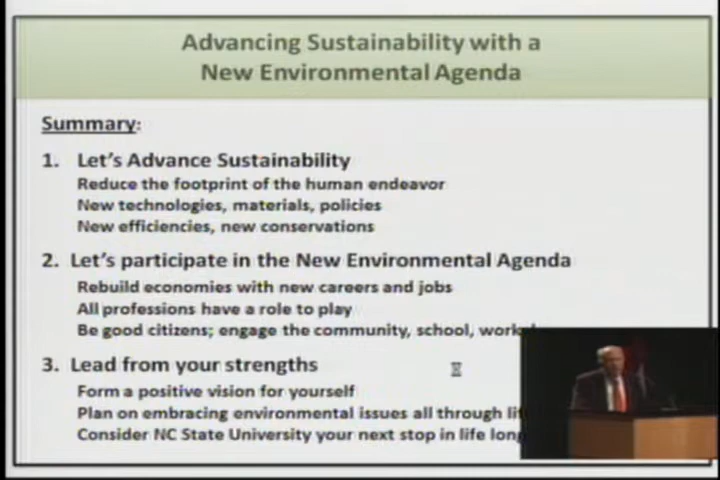 Advancing Sustainability with a
New Environmental Agenda
Summary:
1. Let's Advance Sustainability
Reduce the footprint of the human endeavor
New technologies, materials, policies
New efficiencies, new conservations
2. Let's participate in the New Environmental Agenda
Rebuild economies with new careers and jobs
All professions have a role to play
Be good citizens; engage the community, school, work
3. Lead from your strengths
Form a positive vision for yourself
Plan on embracing environmental issues all through
Consider NC State University your next stop in life long